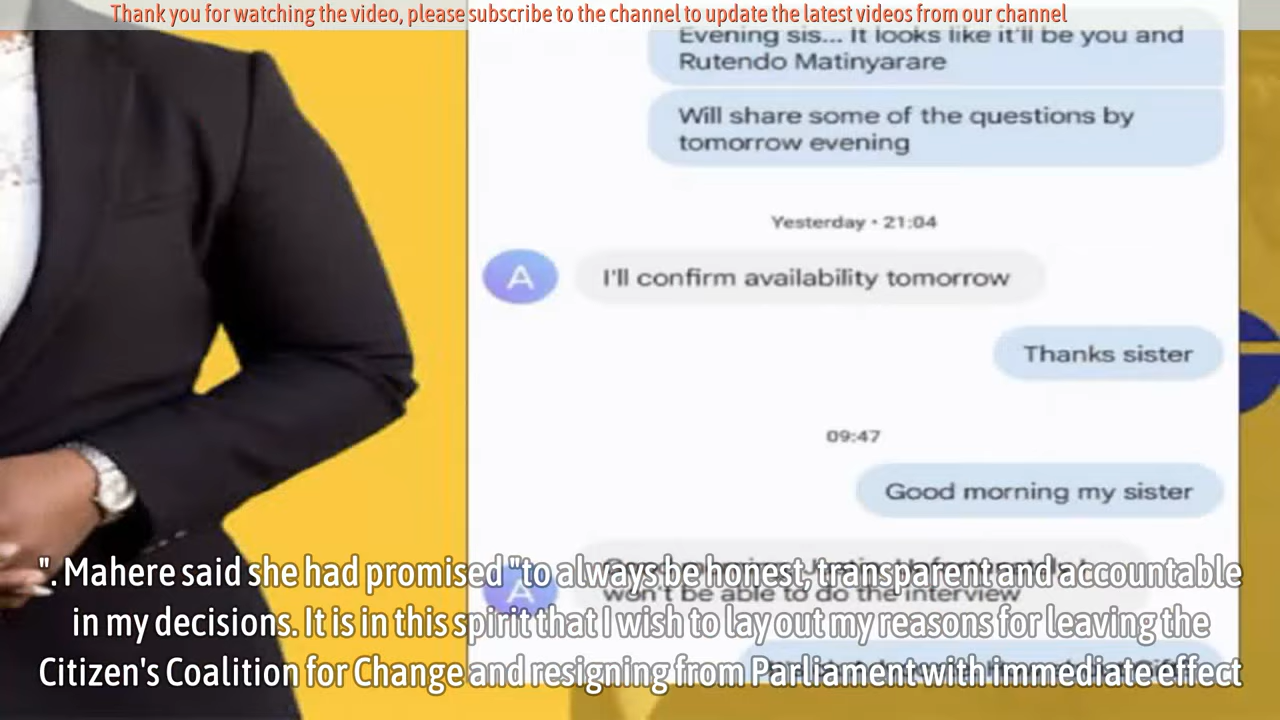 Thank you for watching the video, please subscribe to the channel to update the latest videos from our channel
Evening sis... It looks like it'll be you and
Rutendo Matinyarare
Will share some of the questions by
tomorrow evening
Yesterday • 21:04
A
I'll confirm availability tomorrow
Thanks sister
09:47
Good morning my sister
A
won't be able to do the interview
". Mahere said she had promised "to always be honest, transparent and accountable
in my decisions. It is in this spirit that I wish to lay out my reasons for leaving the
Citizen's Coalition for Change and resigning from Parliament with immediate effect